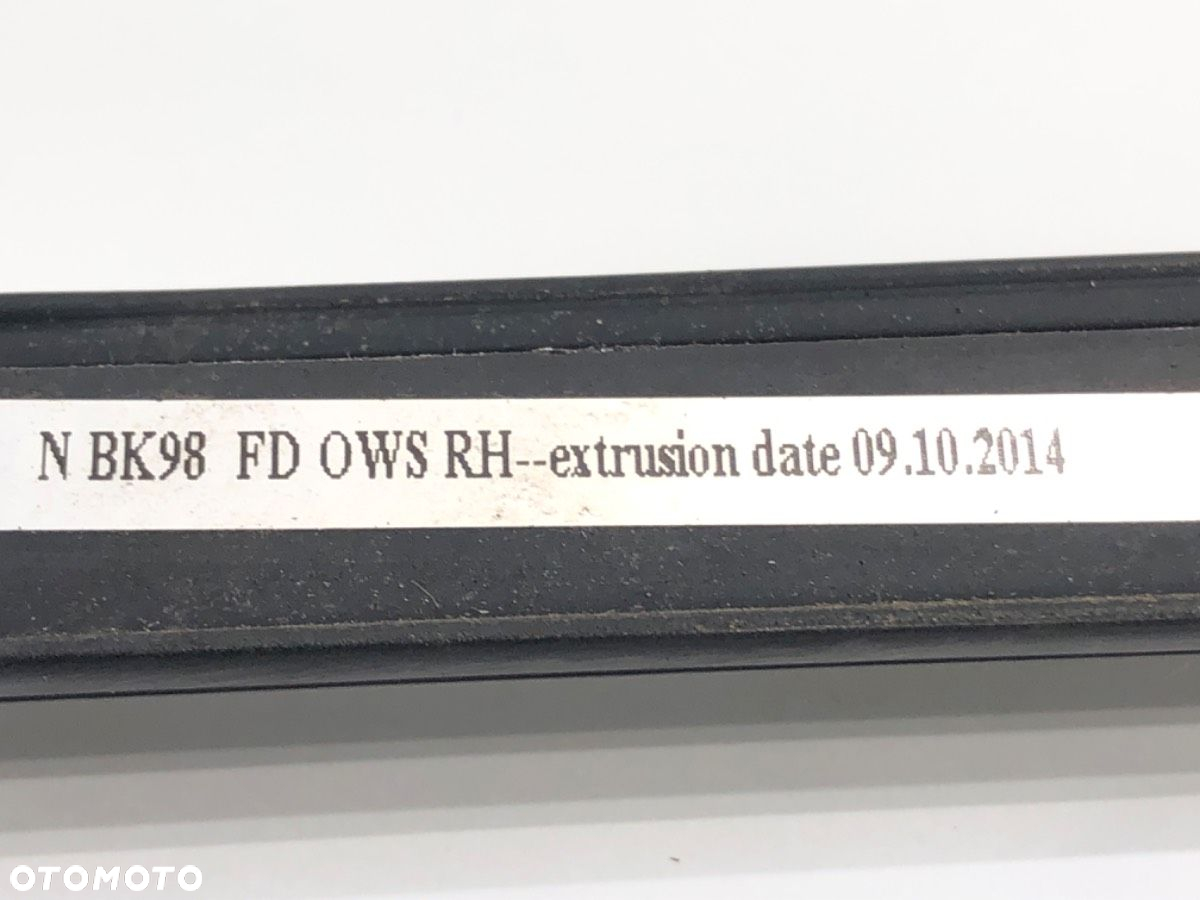 N BK98 FD OWS RH--extrusion date 09.10.2014
OTOMOTO